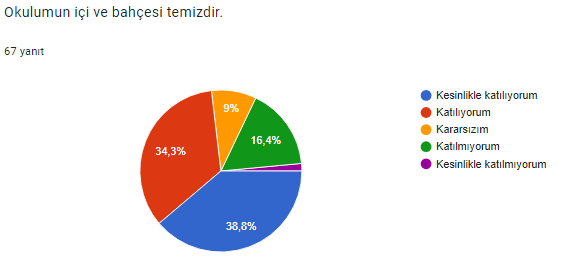 Okulumun içi ve bahçesi temizdir.
67 yanıt
Kesinlikle katılıyorum
Katılıyorum
Kararsızım
Katılmıyorum
Kesinlikle katılmıyorum
9%
16,4%
34,3%
38,8%